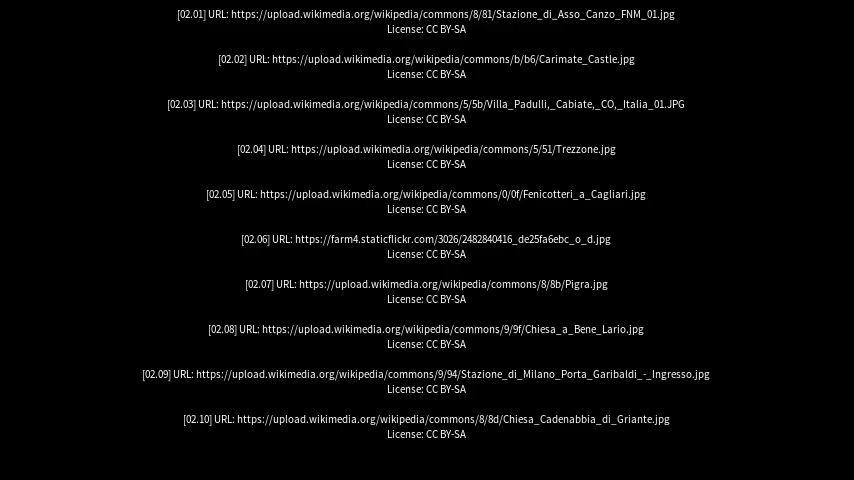 [02.01] URL: https://upload.wikimedia.org/wikipedia/commons/8/81/Stazione_di_Asso_Canzo_FNM_01.jpg
License: CC BY-SA
[02.02] URL: https://upload.wikimedia.org/wikipedia/commons/b/b6/Carimate_Castle.jpg
License: CC BY-SA
[02.03] URL: https://upload.wikimedia.org/wikipedia/commons/5/5b/Villa_Padulli,_Cabiate,_CO,_Italia_01.JPG
License: CC BY-SA
[02.04] URL: https://upload.wikimedia.org/wikipedia/commons/5/51/Trezzone.jpg
License: CC BY-SA
[02.05] URL: https://upload.wikimedia.org/wikipedia/commons/0/0f/Fenicotteri_a_Cagliari.jpg
License: CC BY-SA
[02.06] URL: https://farm4.staticflickr.com/3026/2482840416_de25fa6ebc_o_d.jpg
License: CC BY-SA
[02.07] URL: https://upload.wikimedia.org/wikipedia/commons/8/8b/Pigra.jpg
License: CC BY-SA
[02.08] URL: https://upload.wikimedia.org/wikipedia/commons/9/9f/Chiesa_a_Bene_Lario.jpg
License: CC BY-SA
[02.09] URL: https://upload.wikimedia.org/wikipedia/commons/9/94/Stazione_di_Milano_Porta_Garibaldi_-_Ingresso.jpg
License: CC BY-SA
[02.10] URL: https://upload.wikimedia.org/wikipedia/commons/8/8d/Chiesa_Cadenabbia_di_Griante.jpg
License: CC BY-SA